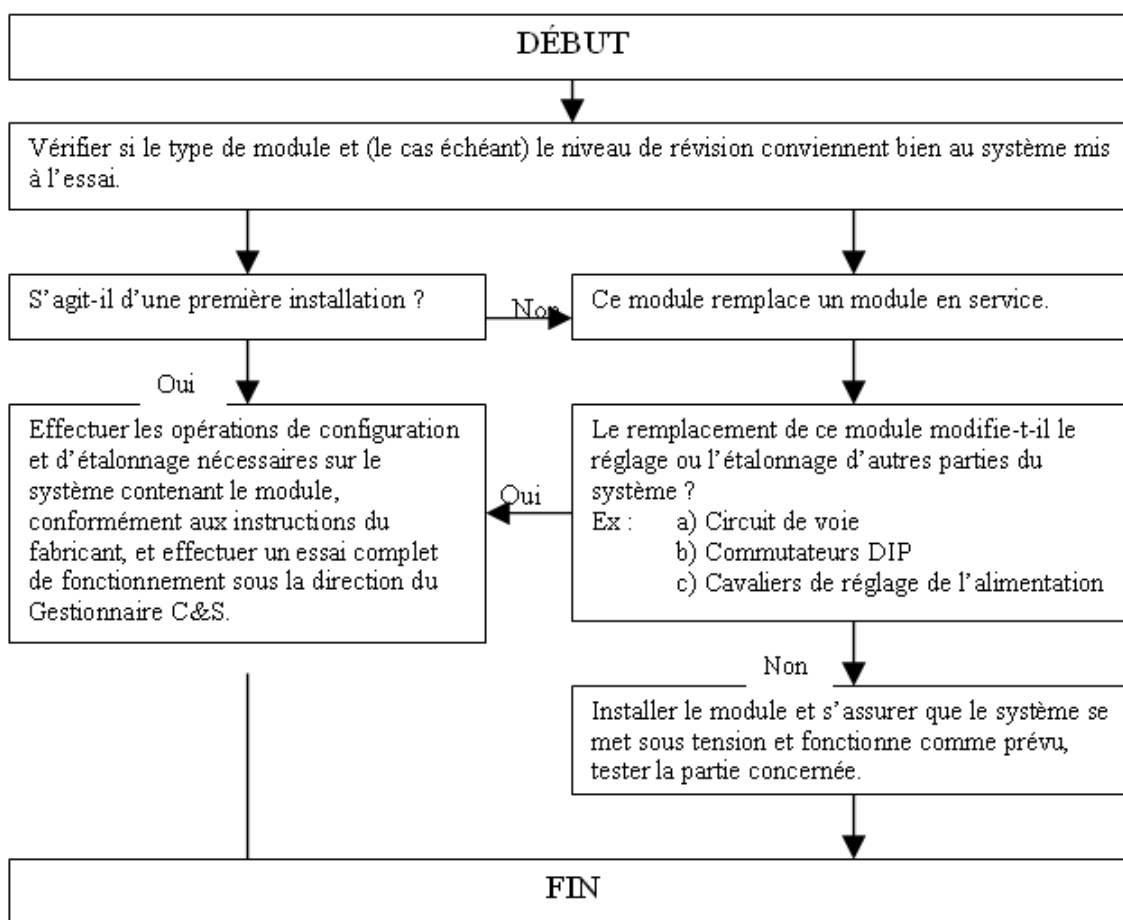 DÉBUT
Vérifier si le type de module et (le cas échéant) le niveau de révision conviennent bien au système mis
à l'essai.
S'agit-il d'une première installation ?
Non
Ce module remplace un module en service.
Oui
Effectuer les opérations de configuration
et d'étalonnage nécessaires sur le
système contenant le module,
conformément aux instructions du
fabricant, et effectuer un essai complet
de fonctionnement sous la direction du
Gestionnaire C&S.
Oui
Le remplacement de ce module modifie-t-il le
réglage ou l'étalonnage d'autres parties du
système ?
Ex : a) Circuit de voie
b) Commutateurs DIP
c) Cavaliers de réglage de l'alimentation
Non
Installer le module et s'assurer que le système se
met sous tension et fonctionne comme prévu,
tester la partie concernée.
FIN